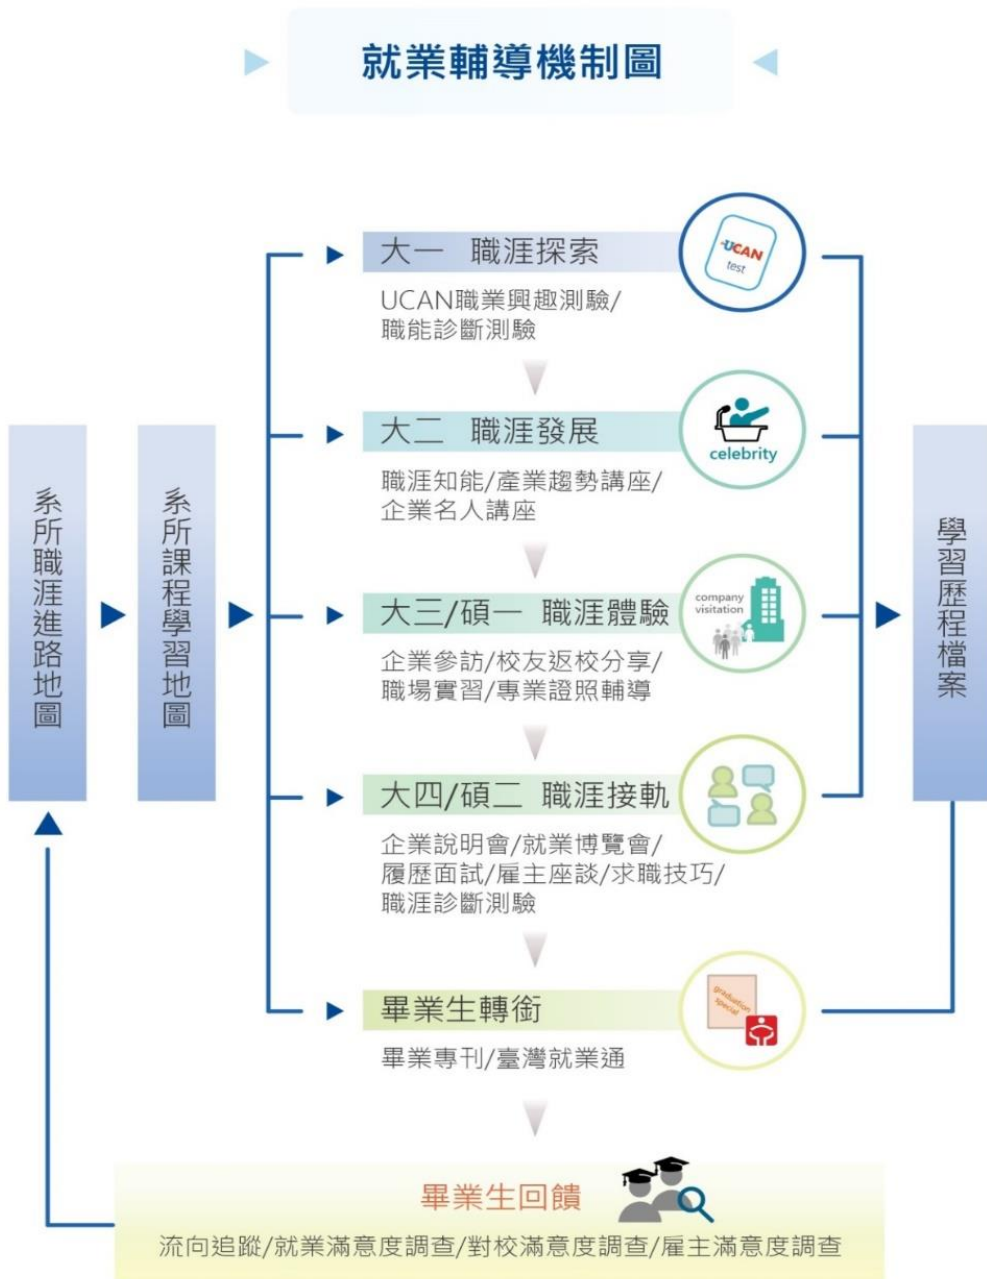 就業輔導機制圖
系所職涯進路地圖
系所課程學習地圖
大一 職涯探索
UCAN
test
UCAN職業興趣測驗/
職能診斷測驗
大二 職涯發展
celebrity
職涯知能/產業趨勢講座/
企業名人講座
大三/碩一 職涯體驗
company
visitation
企業參訪/校友返校分享/
職場實習/專業證照輔導
大四/碩二 職涯接軌
企業說明會/就業博覽會/
履歷面試/雇主座談/求職技巧/
職涯診斷測驗
畢業生轉銜
graduation
special
畢業專刊/臺灣就業通
學習歷程檔案
畢業生回饋
流向追蹤/就業滿意度調查/對校滿意度調查/雇主滿意度調查